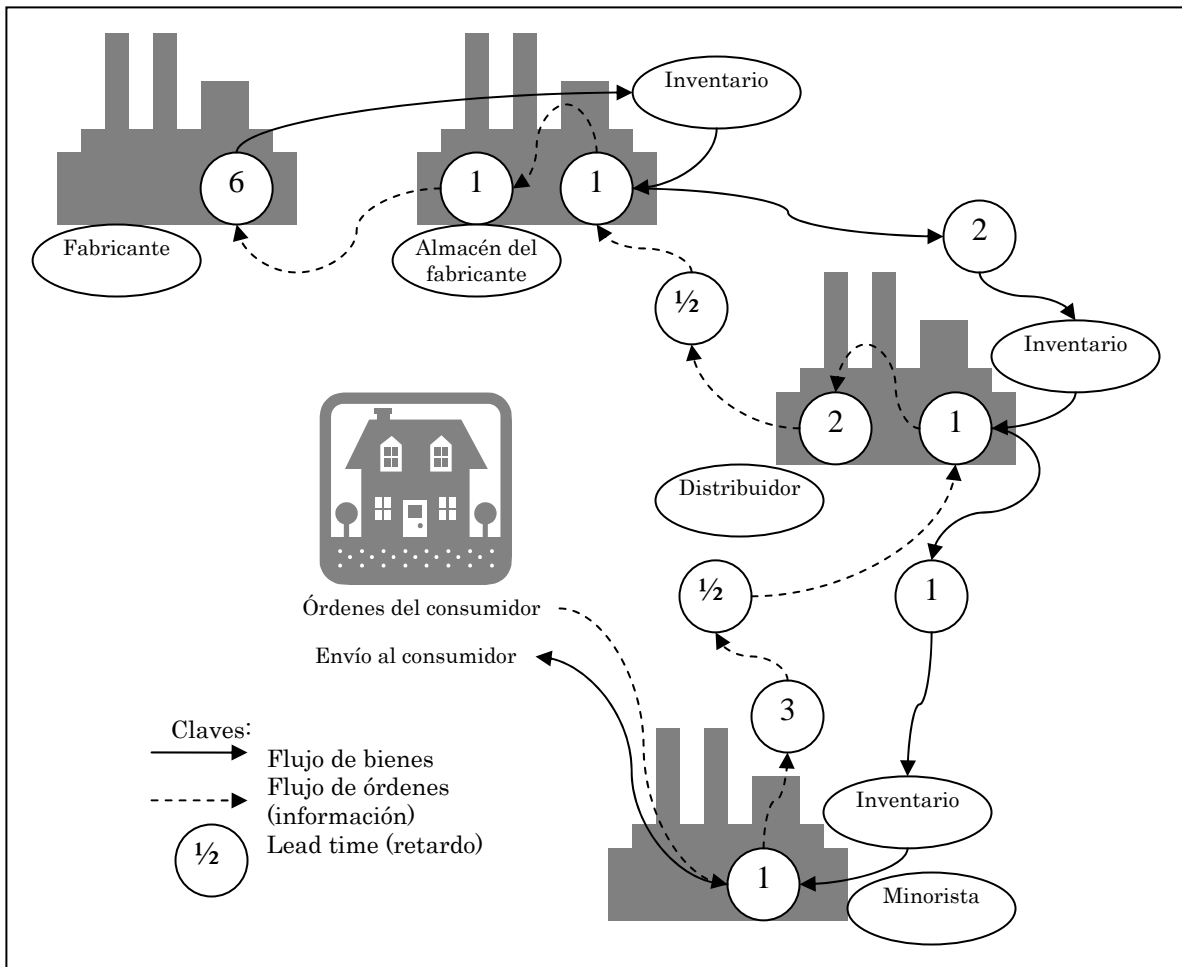 Inventario
6
1
1
Fabricante
Almacén del
fabricante
2
½
Inventario
2
1
Distribuidor
½
1
Órdenes del consumidor
Envío al consumidor
3
Claves:
Flujo de bienes
Flujo de órdenes
(información)
½
Lead time (retardo)
Inventario
1
Minorista